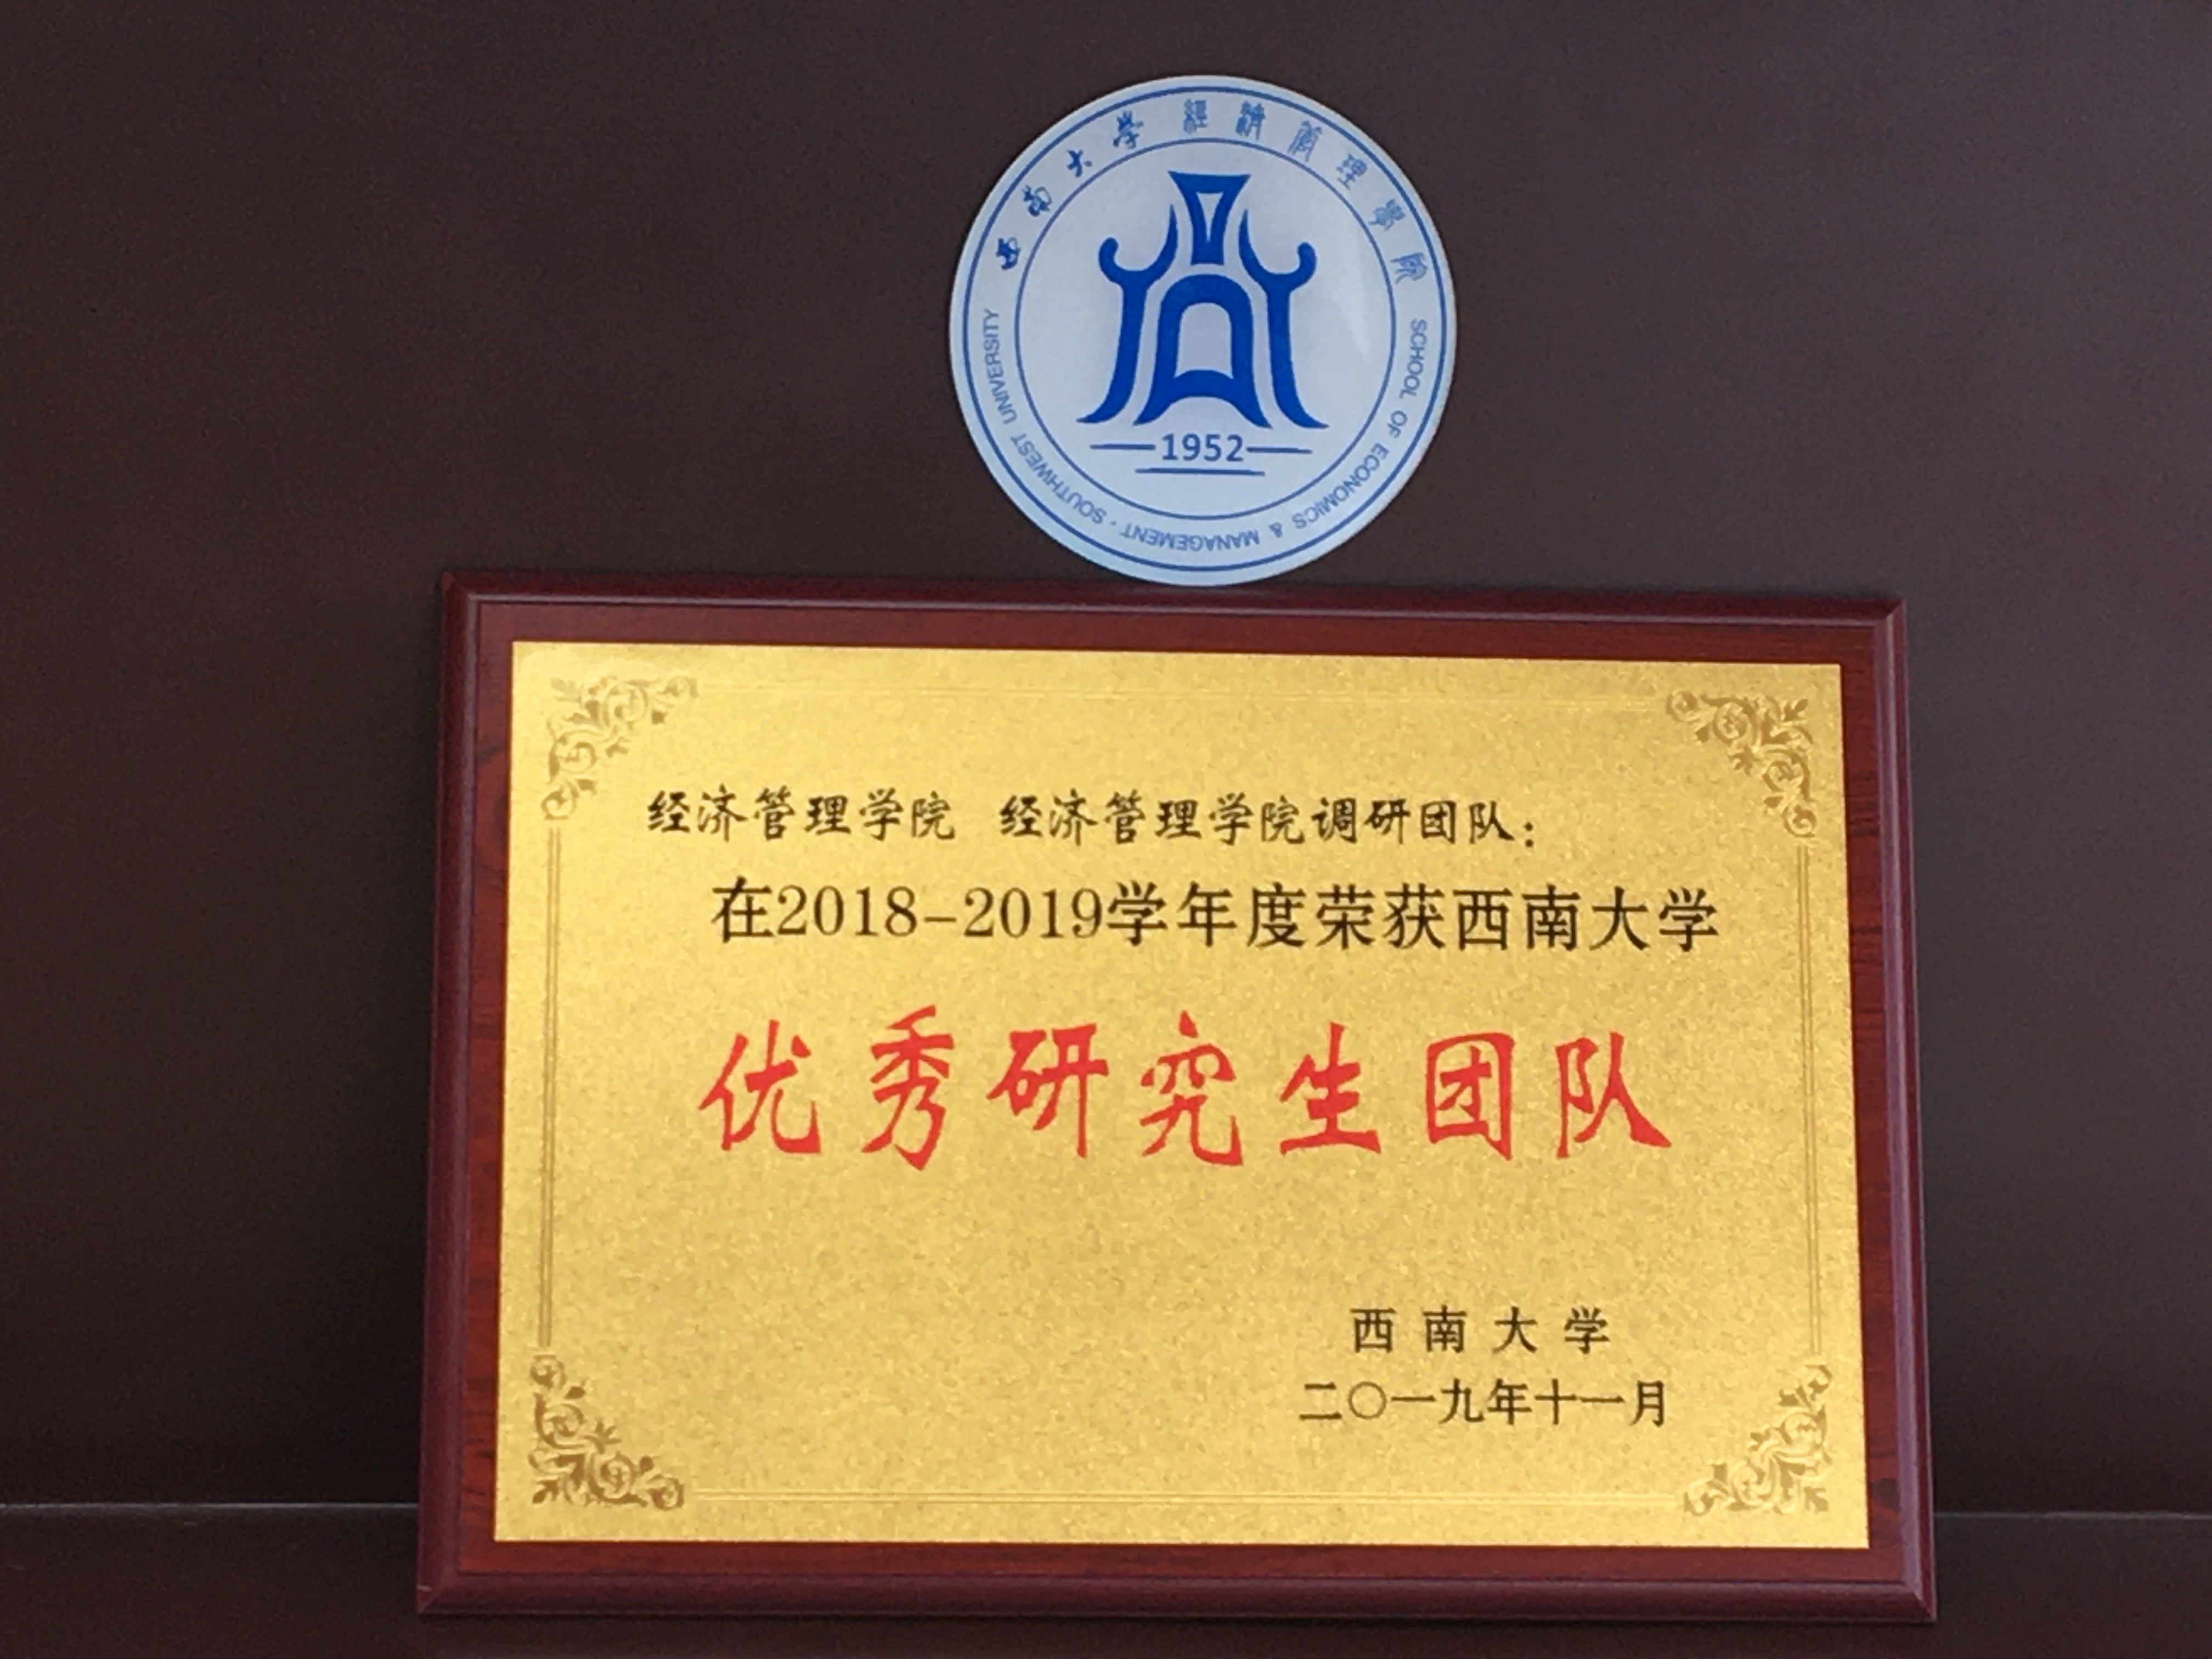 西南大学 經濟管理學院
SCHOOL OF ECONOMICS & MANAGEMENT · SOUTHWEST UNIVERSITY
1952
经济管理学院 经济管理学院调研团队：
在2018-2019学年度荣获西南大学
优秀研究生团队
西南大学
二〇一九年十一月